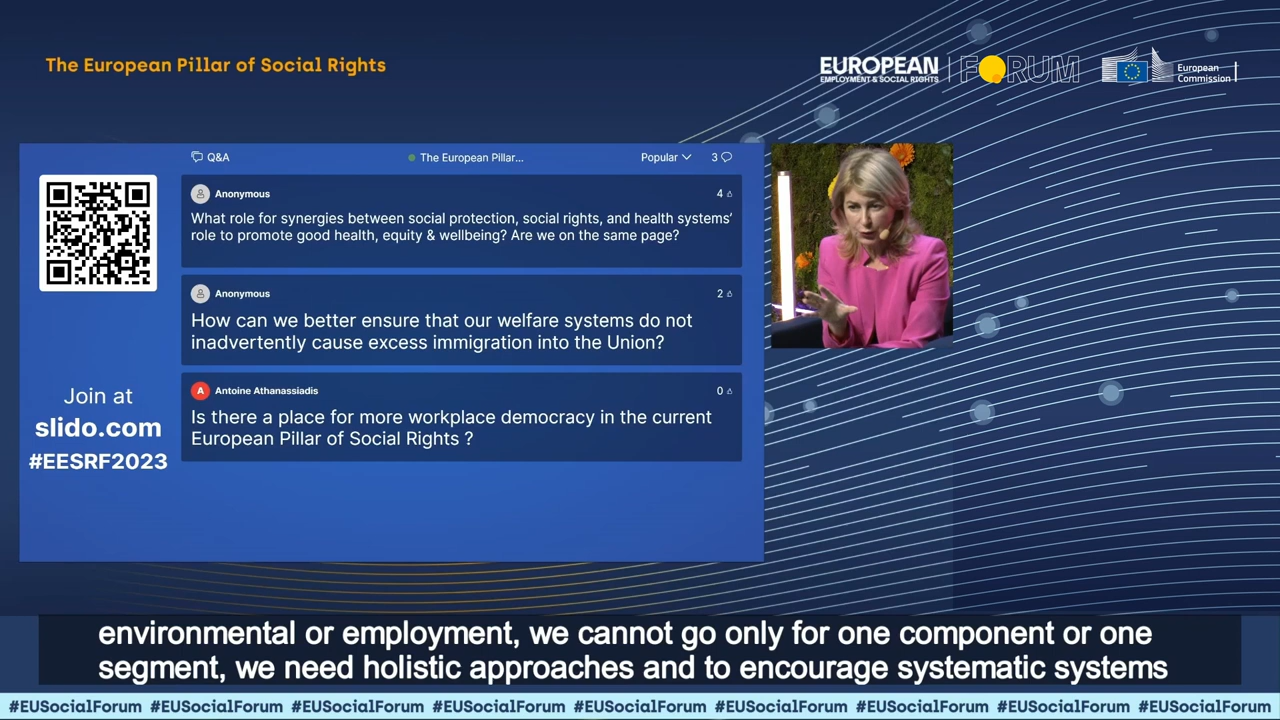 The European Pillar of Social Rights
EUROPEAN
EMPLOYMENT & SOCIAL RIGHTS
FORUM
European
Commission
Q&A
The European Pillar...
Popular
3
Anonymous
4
What role for synergies between social protection, social rights, and health systems'
role to promote good health, equity & wellbeing? Are we on the same page?
Anonymous
2
How can we better ensure that our welfare systems do not
inadvertently cause excess immigration into the Union?
A
Antoine Athanassiadis
0
Is there a place for more workplace democracy in the current
European Pillar of Social Rights ?
Join at
slido.com
#EESRF2023
environmental or employment, we cannot go only for one component or one
segment, we need holistic approaches and to encourage systematic systems
#EUSocialForum #EUSocialForum #EUSocialForum #EUSocialForum #EUSocialForum #EUSocialForum #EUSocialForum #EUSocialForum #EUSocialForum